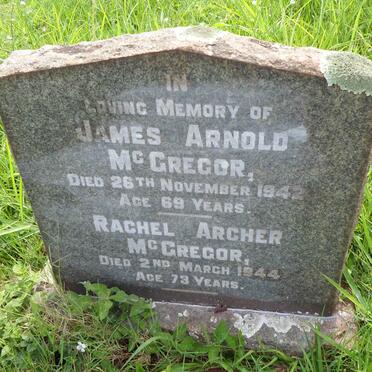 IN
LOVING MEMORY OF
JAMES ARNOLD
MCGREGOR,
DIED 26TH NOVEMBER 1942
AGE 69 YEARS.
RACHEL ARCHER
MCGREGOR,
DIED 2ND MARCH 1944
AGE 73 YEARS.